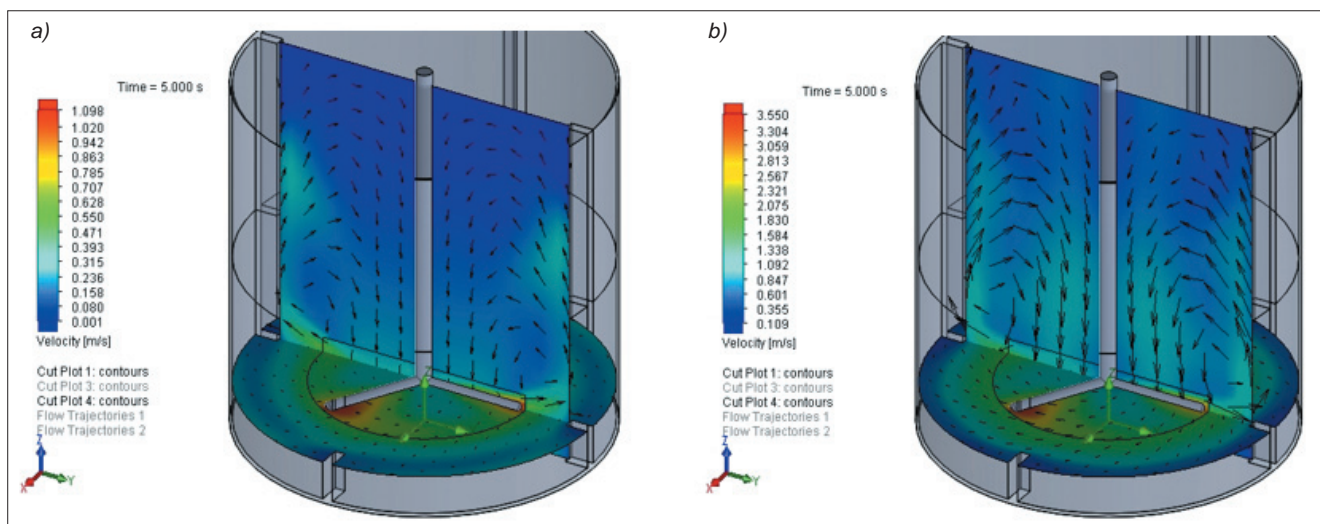 a)
Time = 5.000 s
1.098
1.020
0.942
0.863
0.785
0.707
0.628
0.550
0.471
0.393
0.315
0.236
0.158
0.080
0.001
Velocity [m/s]
Cut Plot 1: contours
Cut Plot 3: contours
Cut Plot 4: contours
Flow Trajectories 1
Flow Trajectories 2
Z
X
Y
Z
b)
Time = 5.000 s
3.550
3.304
3.059
2.813
2.567
2.321
2.075
1.830
1.584
1.338
1.092
0.847
0.601
0.355
0.109
Velocity [m/s]
Cut Plot 1: contours
Cut Plot 3: contours
Cut Plot 4: contours
Flow Trajectories 1
Flow Trajectories 2
Z
X
Y
Z